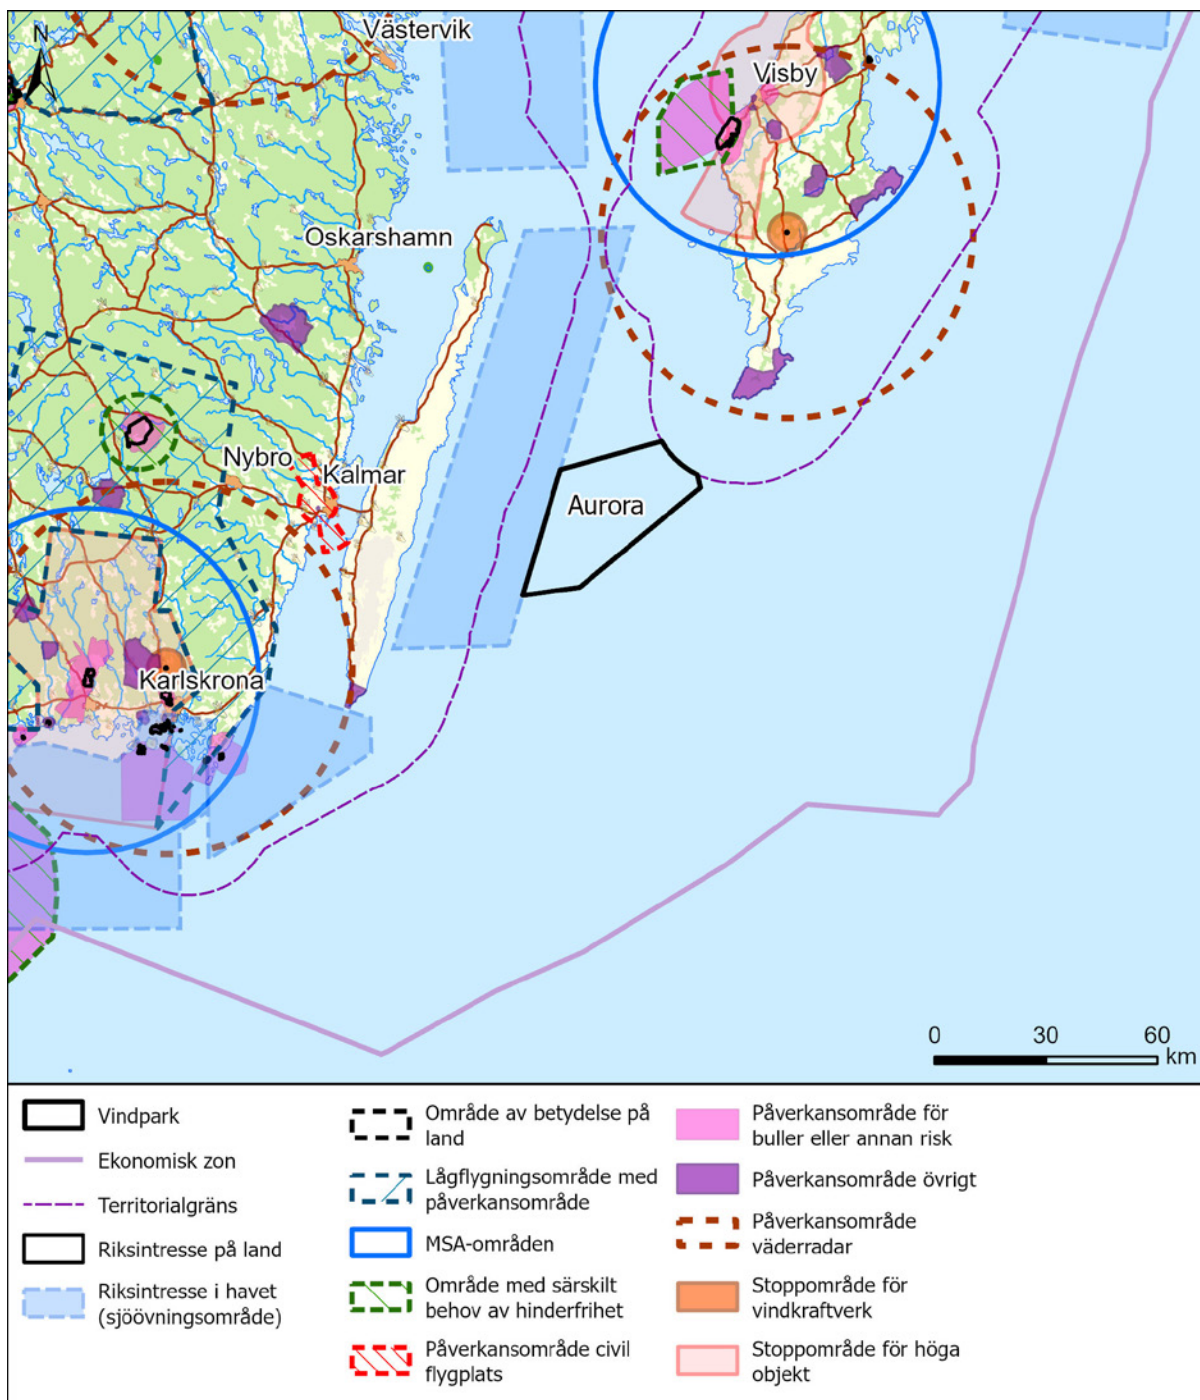 N
Västervik
Visby
Oskarshamn
Nybro
Kalmar
Aurora
Karlskrona
0 30 60
km
Vindpark
Ekonomisk zon
Territorialgräns
Riksintresse på land
Riksintresse i havet
(sjöövningsområde)
Område av betydelse på
land
Lågflygningsområde med
påverkansområde
MSA-områden
Område med särskilt
behov av hinderfrihet
Påverkansområde civil
flygplats
Påverkansområde för
buller eller annan risk
Påverkansområde övrigt
Påverkansområde
väderradar
Stoppområde för
vindkraftverk
Stoppområde för höga
objekt